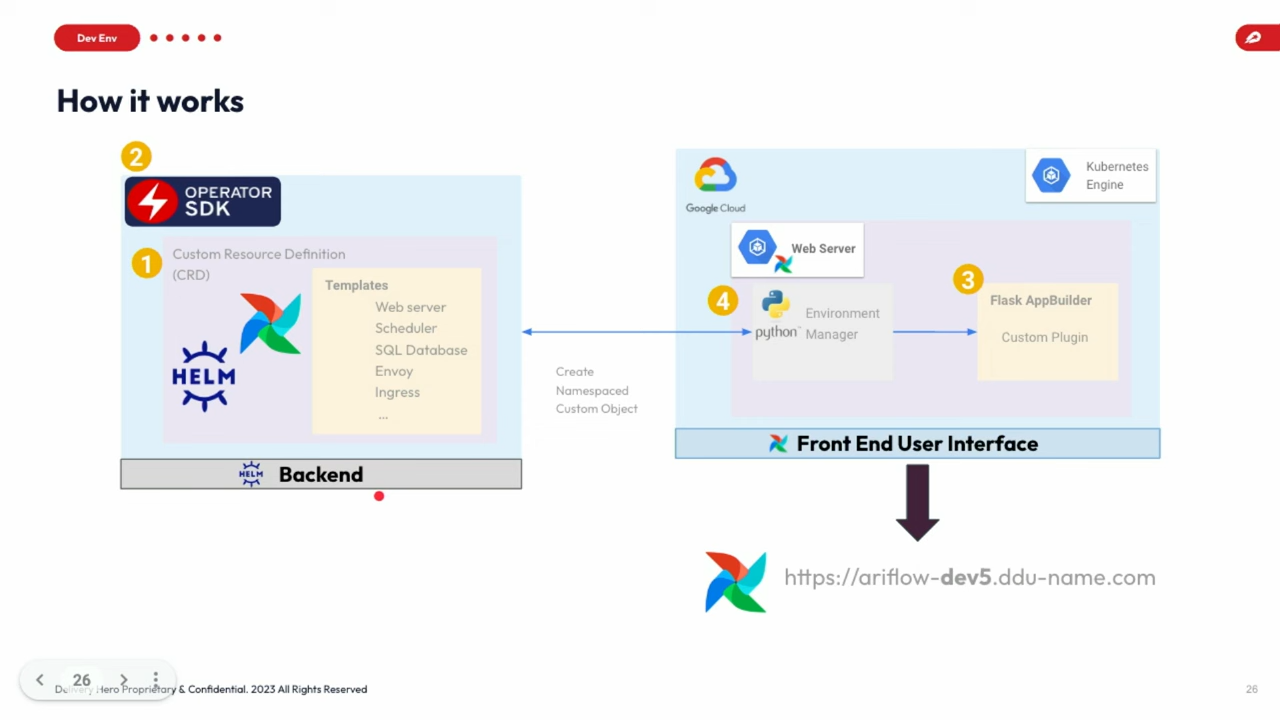 Dev Env
How it works
2
OPERATOR
SDK
1
Custom Resource Definition
(CRD)
HELM
Templates
Web server
Scheduler
SQL Database
Envoy
Ingress
...
HELM
Backend
Create
Namespaced
Custom Object
Google Cloud
Kubernetes
Engine
Web Server
4
python
Environment
Manager
3
Flask AppBuilder
Custom Plugin
Front End User Interface
https://ariflow-dev5.ddu-name.com
26
Delivery Hero Proprietary & Confidential. 2023 All Rights Reserved
26